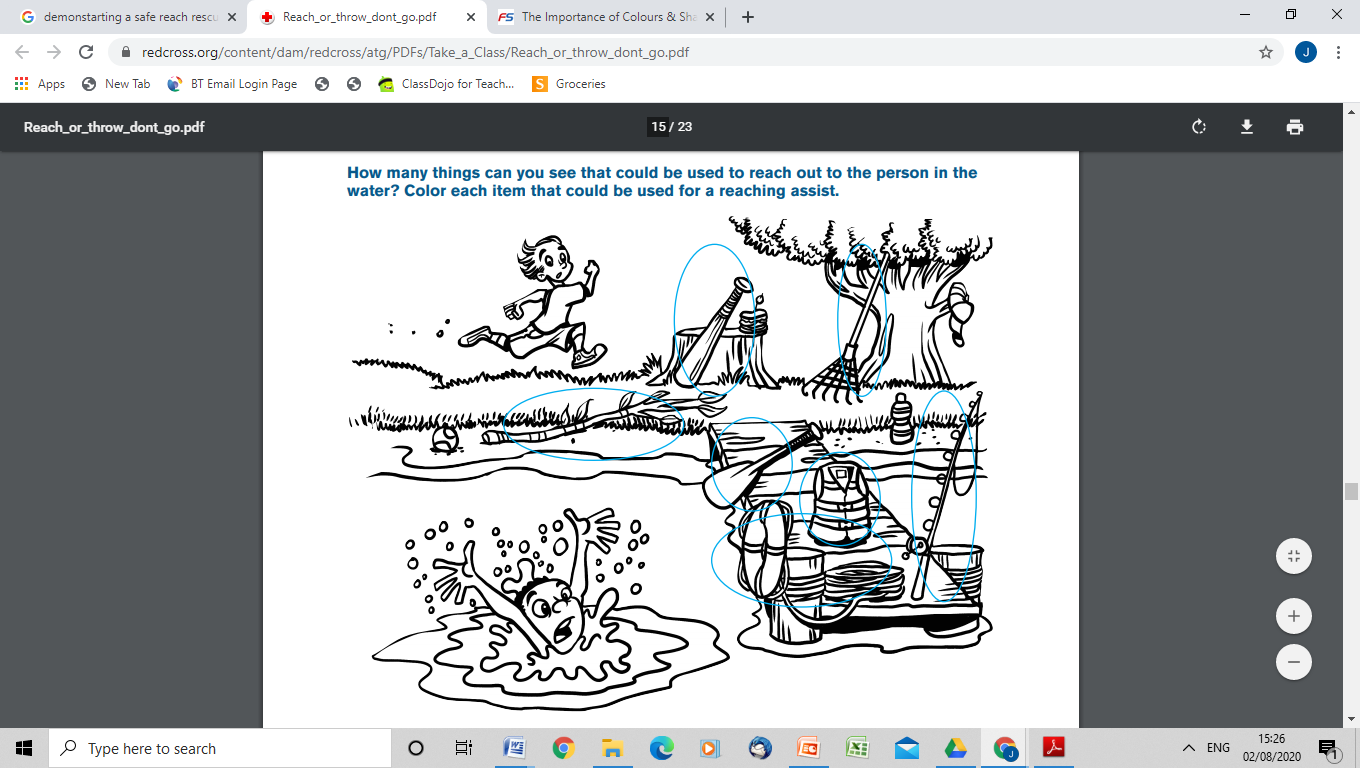 demonstarting a safe reach rescu
Reach_or_throw_dont_go.pdf
FS The Importance of Colours & Sha
redcross.org/content/dam/redcross/atg/PDFs/Take_a_Class/Reach_or_throw_dont_go.pdf
J
Apps
New Tab
BT Email Login Page
ClassDojo for Teach...
S Groceries
Reach_or_throw_dont_go.pdf
15 / 23
How many things can you see that could be used to reach out to the person in the
water? Color each item that could be used for a reaching assist.
Type here to search
ENG
15:26
02/08/2020
1